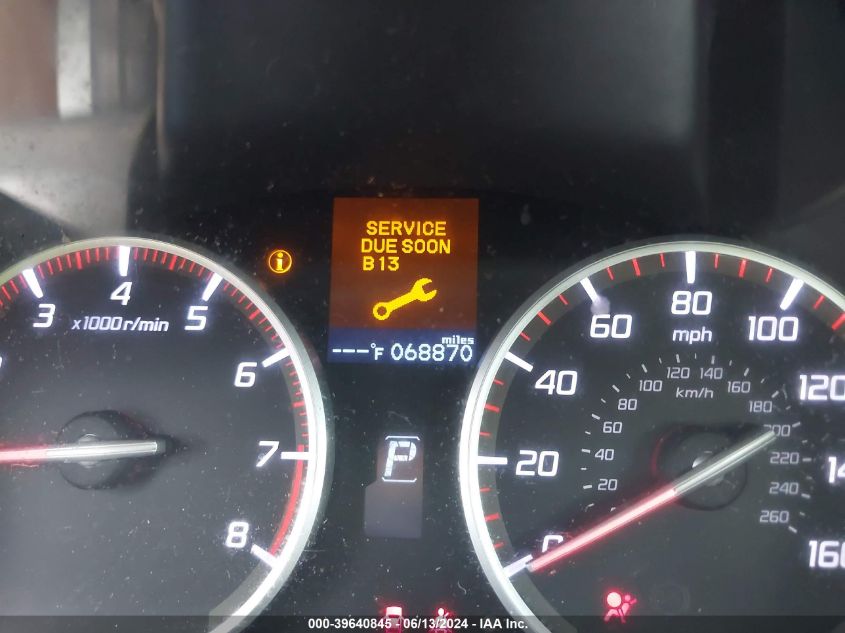 SERVICE
DUE SOON
B13
miles
---°F 068870
P
3 4 5 6 7 8
x1000r/min
0 20 40 60 80 100 120 14 160
mph
20 40 60 80 100 120 140 160 180 200 220 240 260
km/h
000-39640845 - 06/13/2024 - IAA Inc.